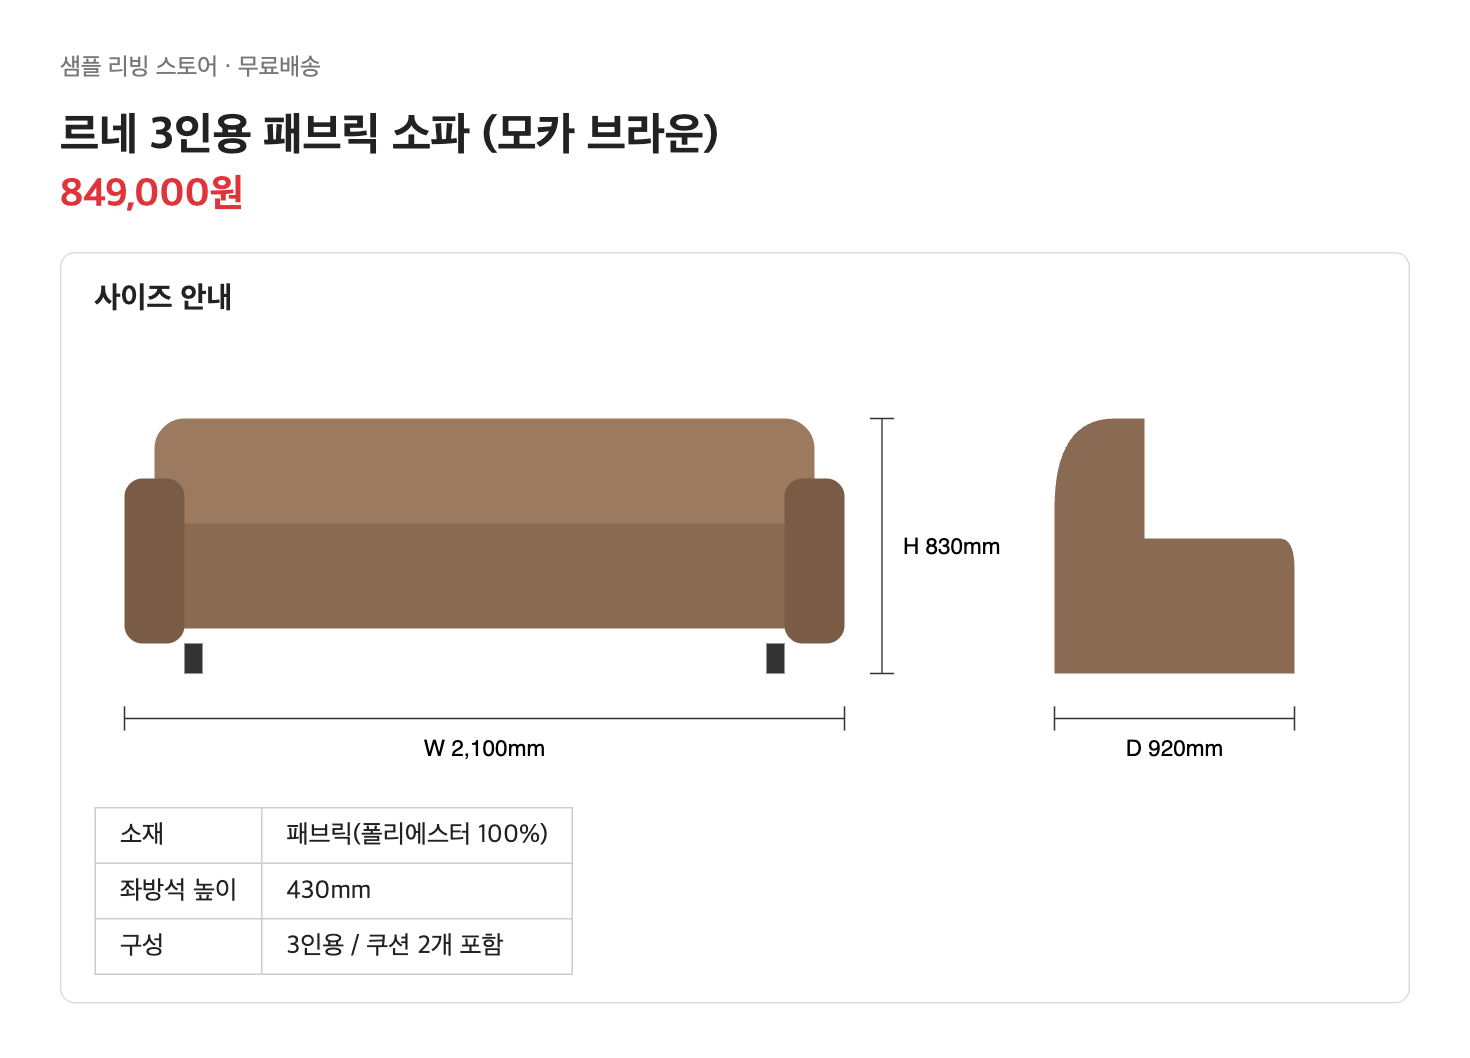 샘플 리빙 스토어 · 무료배송
르네 3인용 패브릭 소파 (모카 브라운)
849,000원
사이즈 안내
H 830mm
W 2,100mm
D 920mm
소재 패브릭(폴리에스터 100%)
좌방석 높이 430mm
구성 3인용 / 쿠션 2개 포함